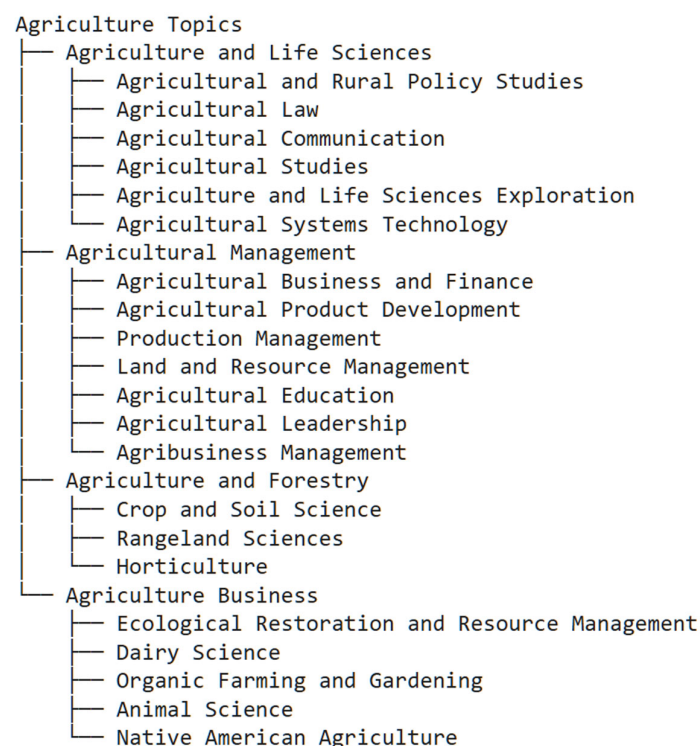 Agriculture Topics
├── Agriculture and Life Sciences
│   ├── Agricultural and Rural Policy Studies
│   ├── Agricultural Law
│   ├── Agricultural Communication
│   ├── Agricultural Studies
│   ├── Agriculture and Life Sciences Exploration
│   └── Agricultural Systems Technology
├── Agricultural Management
│   ├── Agricultural Business and Finance
│   ├── Agricultural Product Development
│   ├── Production Management
│   ├── Land and Resource Management
│   ├── Agricultural Education
│   ├── Agricultural Leadership
│   └── Agribusiness Management
├── Agriculture and Forestry
│   ├── Crop and Soil Science
│   ├── Rangeland Sciences
│   └── Horticulture
└── Agriculture Business
    ├── Ecological Restoration and Resource Management
    ├── Dairy Science
    ├── Organic Farming and Gardening
    ├── Animal Science
    └── Native American Agriculture